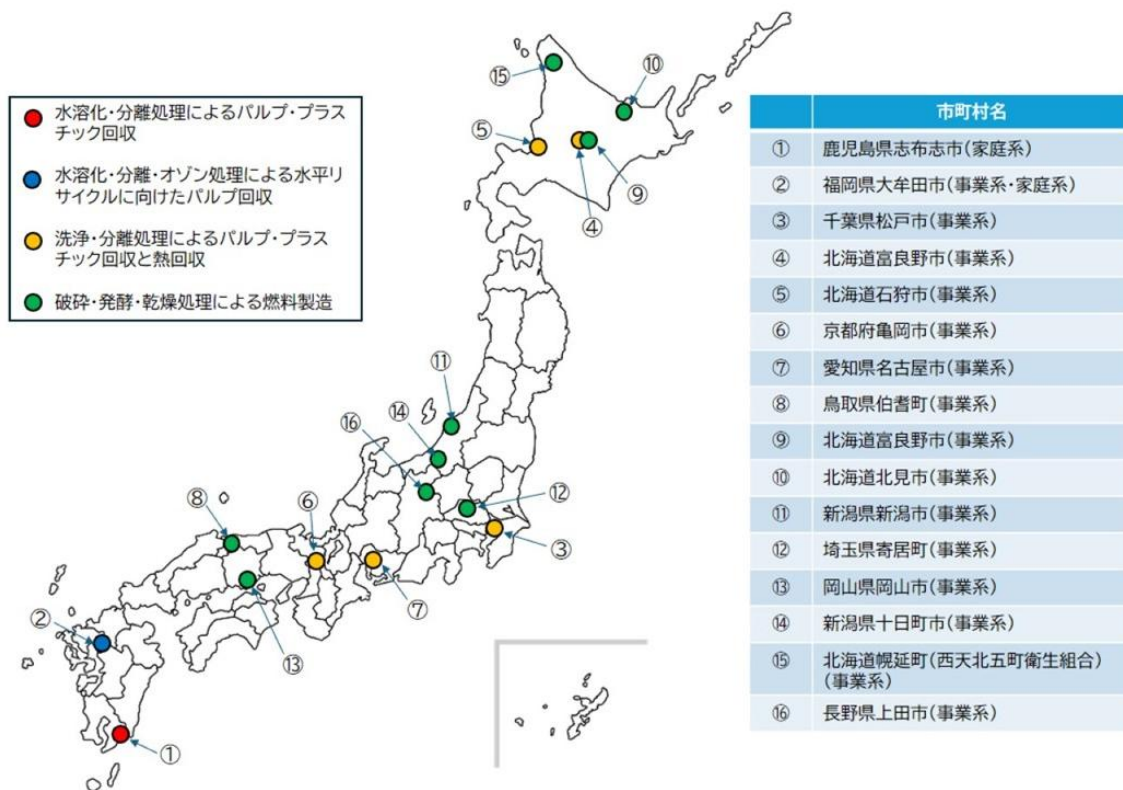 水溶化・分離処理によるパルプ・プラス
チック回収
水溶化・分離・オゾン処理による水平リ
サイクルに向けたパルプ回収
洗浄・分離処理によるパルプ・プラス
チック回収と熱回収
破砕・発酵・乾燥処理による燃料製造
⑮
⑩
⑤
④
⑨
⑪
⑭
⑯
⑫
⑧
⑥
③
⑦
②
⑬
①
市町村名
① 鹿児島県志布志市(家庭系)
② 福岡県大牟田市(事業系・家庭系)
③ 千葉県松戸市(事業系)
④ 北海道富良野市(事業系)
⑤ 北海道石狩市(事業系)
⑥ 京都府亀岡市(事業系)
⑦ 愛知県名古屋市(事業系)
⑧ 鳥取県伯耆町(事業系)
⑨ 北海道富良野市(事業系)
⑩ 北海道北見市(事業系)
⑪ 新潟県新潟市(事業系)
⑫ 埼玉県寄居町(事業系)
⑬ 岡山県岡山市(事業系)
⑭ 新潟県十日町市(事業系)
⑮ 北海道幌延町(西天北五町衛生組合)
(事業系)
⑯ 長野県上田市(事業系)